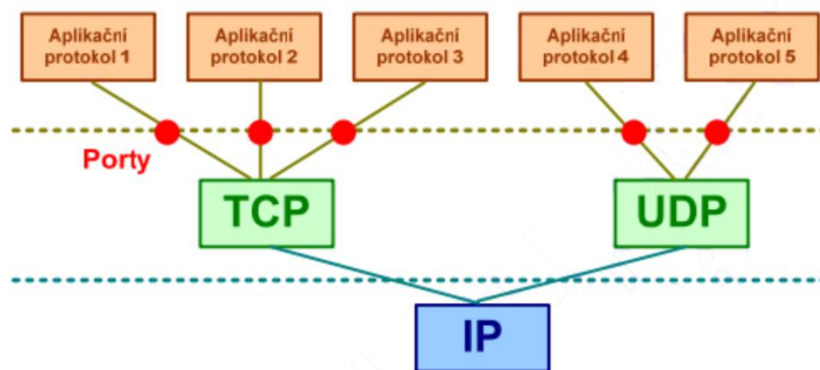 Aplikační
protokol 1
Aplikační
protokol 2
Aplikační
protokol 3
Aplikační
protokol 4
Aplikační
protokol 5
Porty
TCP
UDP
IP